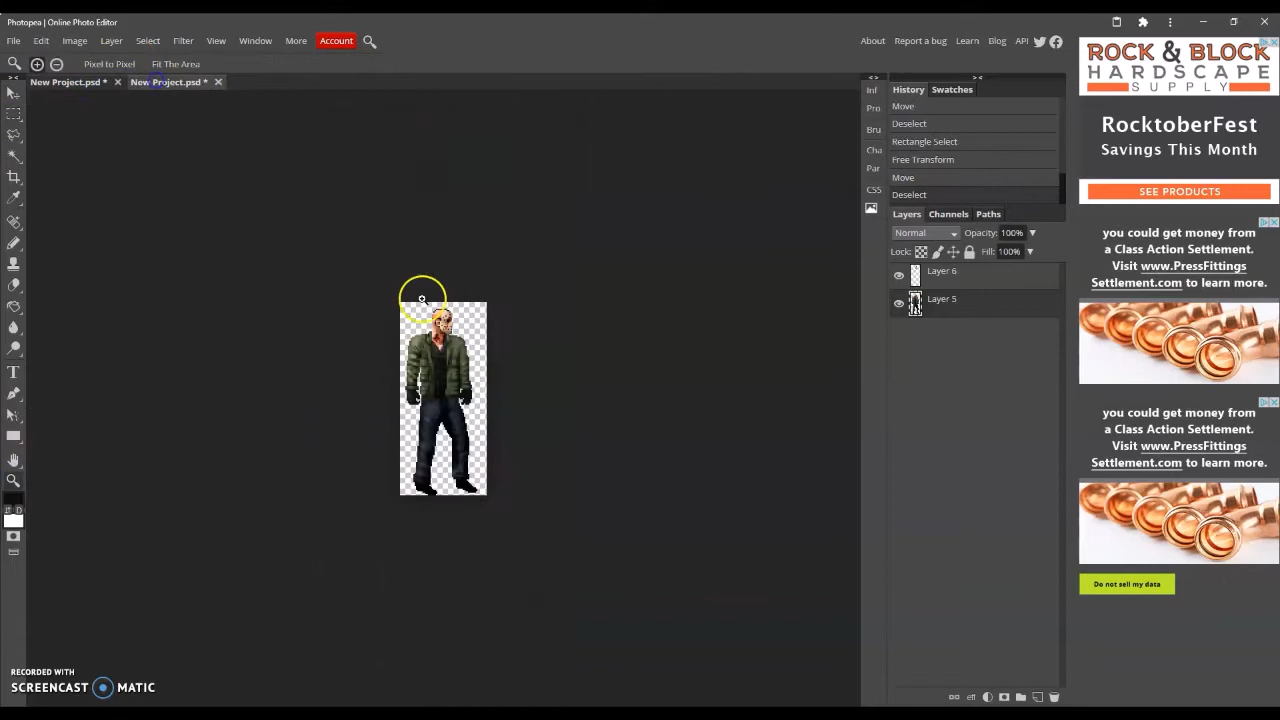 Photopea | Online Photo Editor
File Edit Image Layer Select Filter View Window More Account
About Report a bug Learn Blog API
Pixel to Pixel Fit The Area
New Project.psd * New Project.psd *
Inf
Pro
Bru
Cha
Par
CSS
History Swatches
Move
Deselect
Rectangle Select
Free Transform
Move
Deselect
Layers Channels Paths
Normal Opacity: 100%
Lock: Fill: 100%
Layer 6
Layer 5
eff
T
D
ROCK & BLOCK
HARDSCAPE
SUPPLY
RocktoberFest
Savings This Month
SEE PRODUCTS
you could get money from
a Class Action Settlement.
Visit www.PressFittings
Settlement.com to learn more.
you could get money from
a Class Action Settlement.
Visit www.PressFittings
Settlement.com to learn more.
Do not sell my data
RECORDED WITH
SCREENCAST MATIC